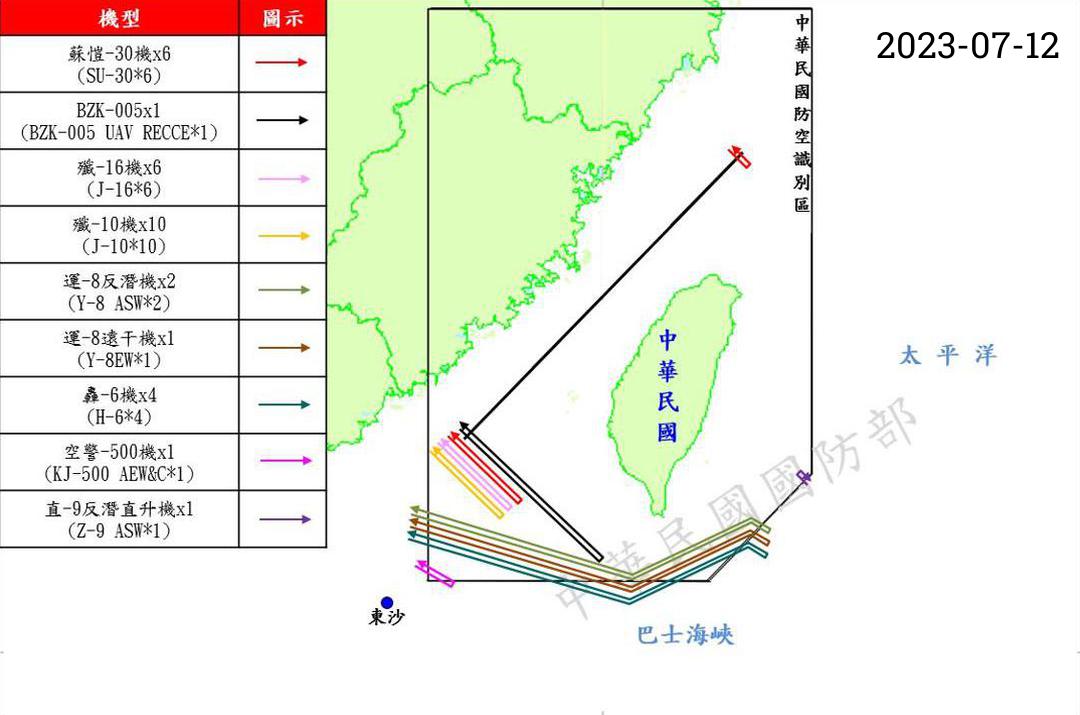 機型 圖示
蘇愷-30機x6
(SU-30*6)
BZK-005x1
(BZK-005 UAV RECCE*1)
殲-16機x6
(J-16*6)
殲-10機x10
(J-10*10)
運-8反潛機x2
(Y-8 ASW*2)
運-8遠干機x1
(Y-8EW*1)
轟-6機x4
(H-6*4)
空警-500機x1
(KJ-500 AEW&C*1)
直-9反潛直升機x1
(Z-9 ASW*1)
2023-07-12
中華民國防空識別區
中華民國
太平洋
中華民國國防部
東沙
巴士海峽